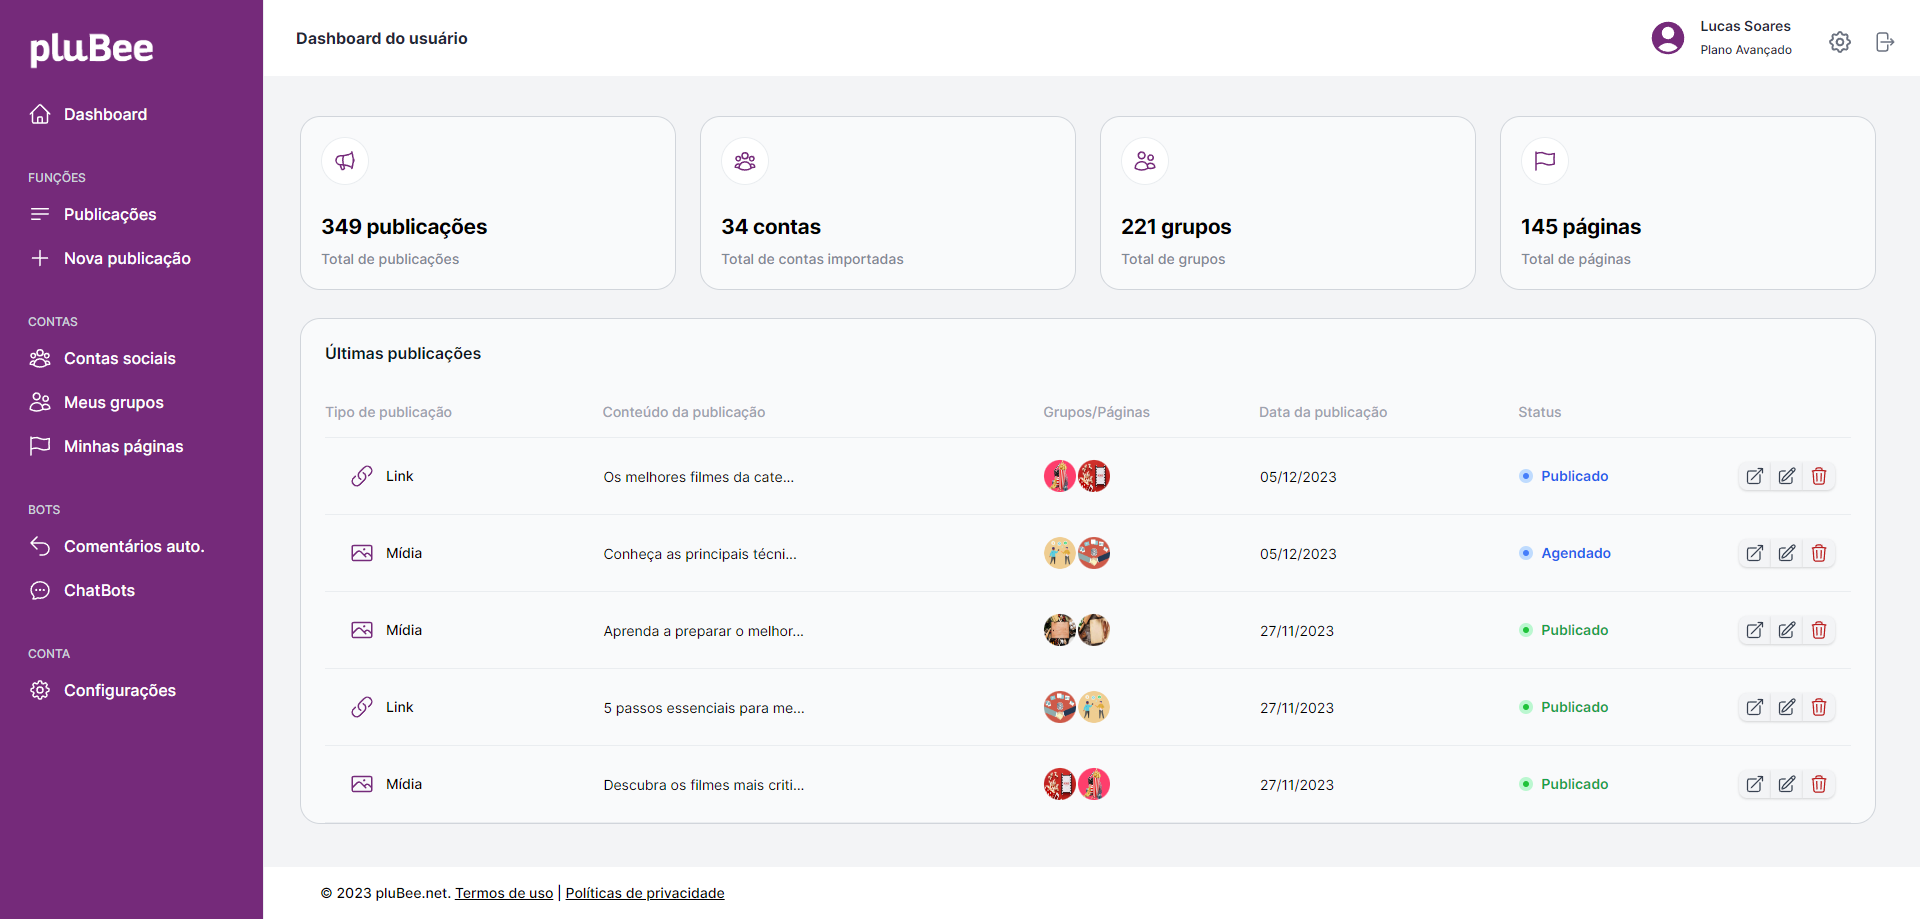 pluBee
Dashboard
FUNÇÕES
Publicações
Nova publicação
CONTAS
Contas sociais
Meus grupos
Minhas páginas
BOTS
Comentários auto.
ChatBots
CONTA
Configurações
Dashboard do usuário
Lucas Soares
Plano Avançado
349 publicações
Total de publicações
34 contas
Total de contas importadas
221 grupos
Total de grupos
145 páginas
Total de páginas
Últimas publicações
Tipo de publicação Conteúdo da publicação Grupos/Páginas Data da publicação Status
Link Os melhores filmes da cate... 05/12/2023 Publicado
Mídia Conheça as principais técni... 05/12/2023 Agendado
Mídia Aprenda a preparar o melhor... 27/11/2023 Publicado
Link 5 passos essenciais para me... 27/11/2023 Publicado
Mídia Descubra os filmes mais criti... 27/11/2023 Publicado
© 2023 pluBee.net. Termos de uso | Políticas de privacidade